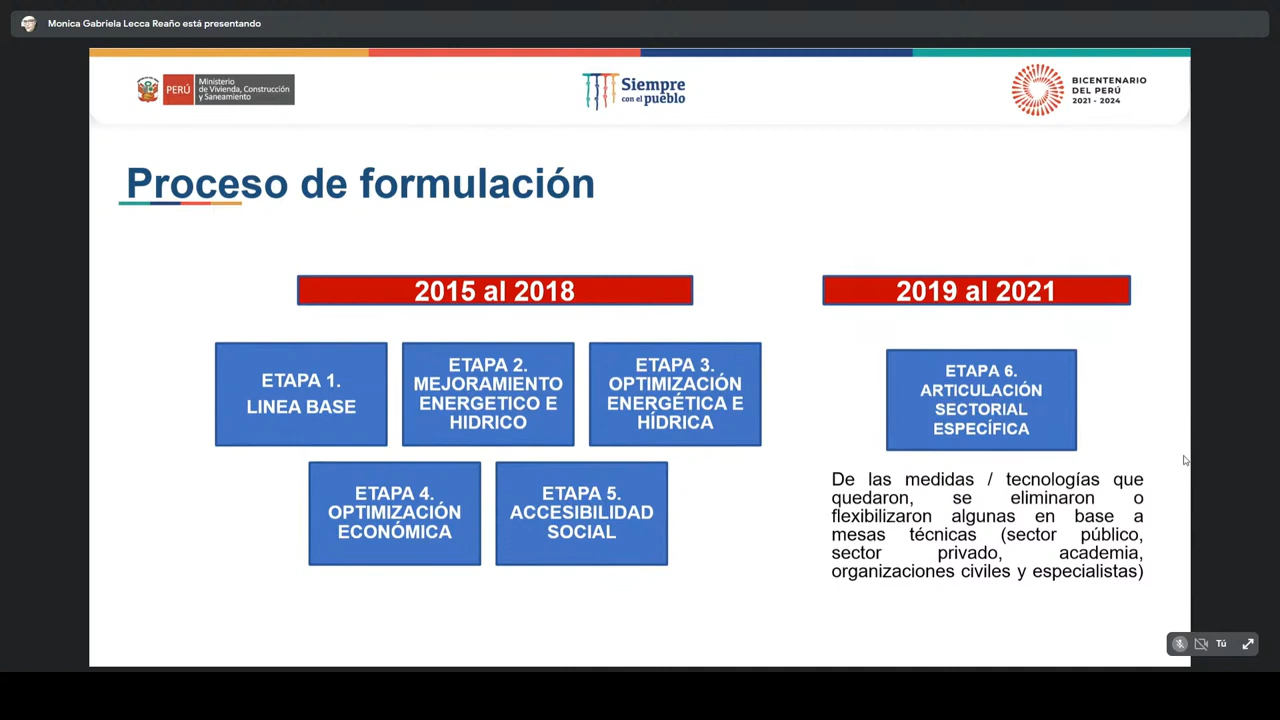 Monica Gabriela Lecca Reaño está presentando
PERÚ
Ministerio
de Vivienda, Construcción
y Saneamiento
Siempre
con el pueblo
BICENTENARIO
DEL PERÚ
2021 - 2024
Proceso de formulación
2015 al 2018
2019 al 2021
ETAPA 1.
LINEA BASE
ETAPA 2.
MEJORAMIENTO
ENERGETICO E
HIDRICO
ETAPA 3.
OPTIMIZACIÓN
ENERGÉTICA E
HÍDRICA
ETAPA 4.
OPTIMIZACIÓN
ECONÓMICA
ETAPA 5.
ACCESIBILIDAD
SOCIAL
ETAPA 6.
ARTICULACIÓN
SECTORIAL
ESPECÍFICA
De las medidas / tecnologías que
quedaron, se eliminaron o
flexibilizaron algunas en base a
mesas técnicas (sector público,
sector privado, academia,
organizaciones civiles y especialistas)
Tú